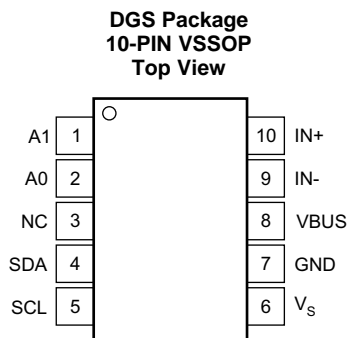 DGS Package
10-PIN VSSOP
Top View
A1 1 10 IN+
A0 2 9 IN-
NC 3 8 VBUS
SDA 4 7 GND
SCL 5 6 VS